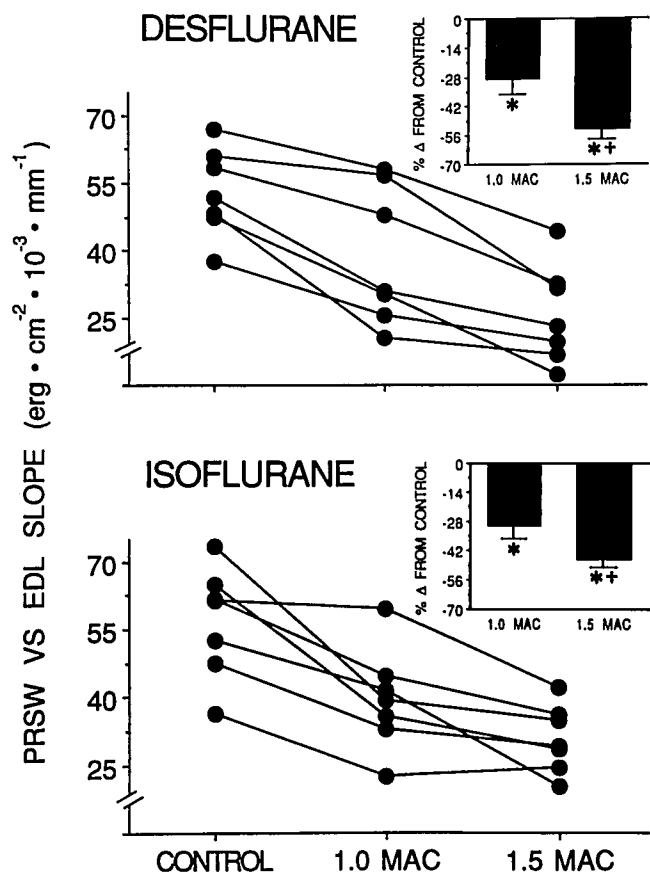 DESFLURANE
% Δ FROM CONTROL
0
-14
-28
-42
-56
-70
*
*†
1.0 MAC
1.5 MAC
PRSW VS EDL SLOPE (erg • cm⁻² • 10⁻³ • mm⁻¹)
70
55
40
25
ISOFLURANE
% Δ FROM CONTROL
0
-14
-28
-42
-56
-70
*
*†
1.0 MAC
1.5 MAC
70
55
40
25
CONTROL 1.0 MAC 1.5 MAC